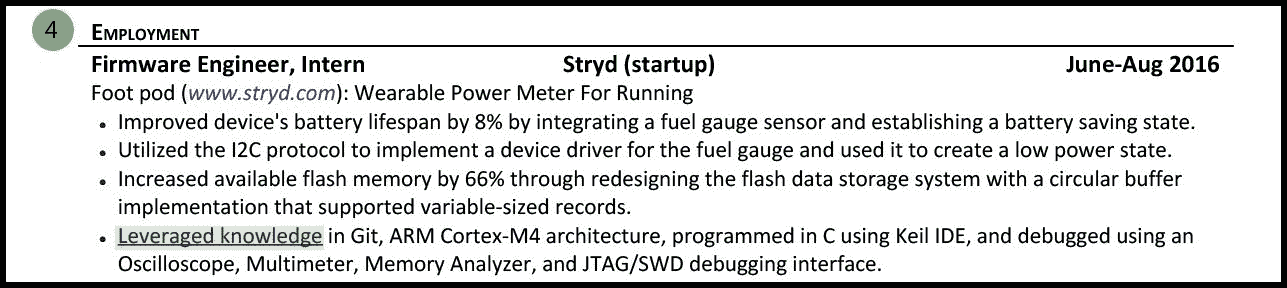 4
EMPLOYMENT
Firmware Engineer, Intern Stryd (startup) June-Aug 2016
Foot pod (www.stryd.com): Wearable Power Meter For Running
• Improved device's battery lifespan by 8% by integrating a fuel gauge sensor and establishing a battery saving state.
• Utilized the I2C protocol to implement a device driver for the fuel gauge and used it to create a low power state.
• Increased available flash memory by 66% through redesigning the flash data storage system with a circular buffer
implementation that supported variable-sized records.
• Leveraged knowledge in Git, ARM Cortex-M4 architecture, programmed in C using Keil IDE, and debugged using an
Oscilloscope, Multimeter, Memory Analyzer, and JTAG/SWD debugging interface.